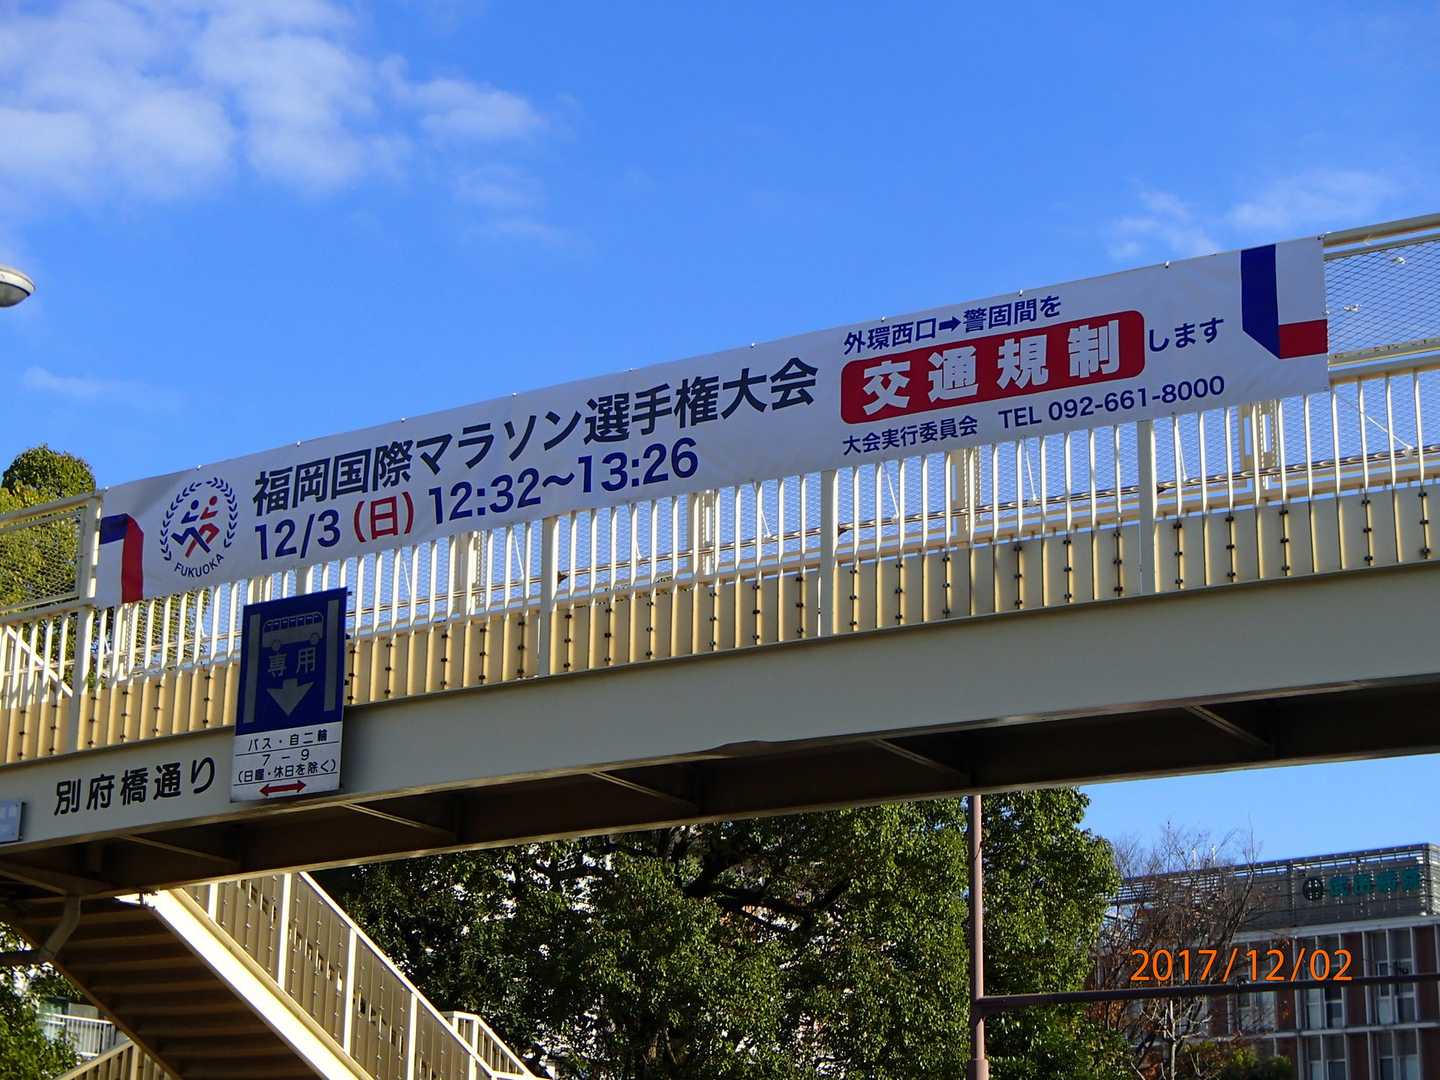 福岡国際マラソン選手権大会
12/3(日) 12:32～13:26
外環西口➡警固間を
交通規制します
大会実行委員会 TEL 092-661-8000
FUKUOKA
専用
バス・自二輪
7-9
(日曜・休日を除く)
別府橋通り
2017/12/02